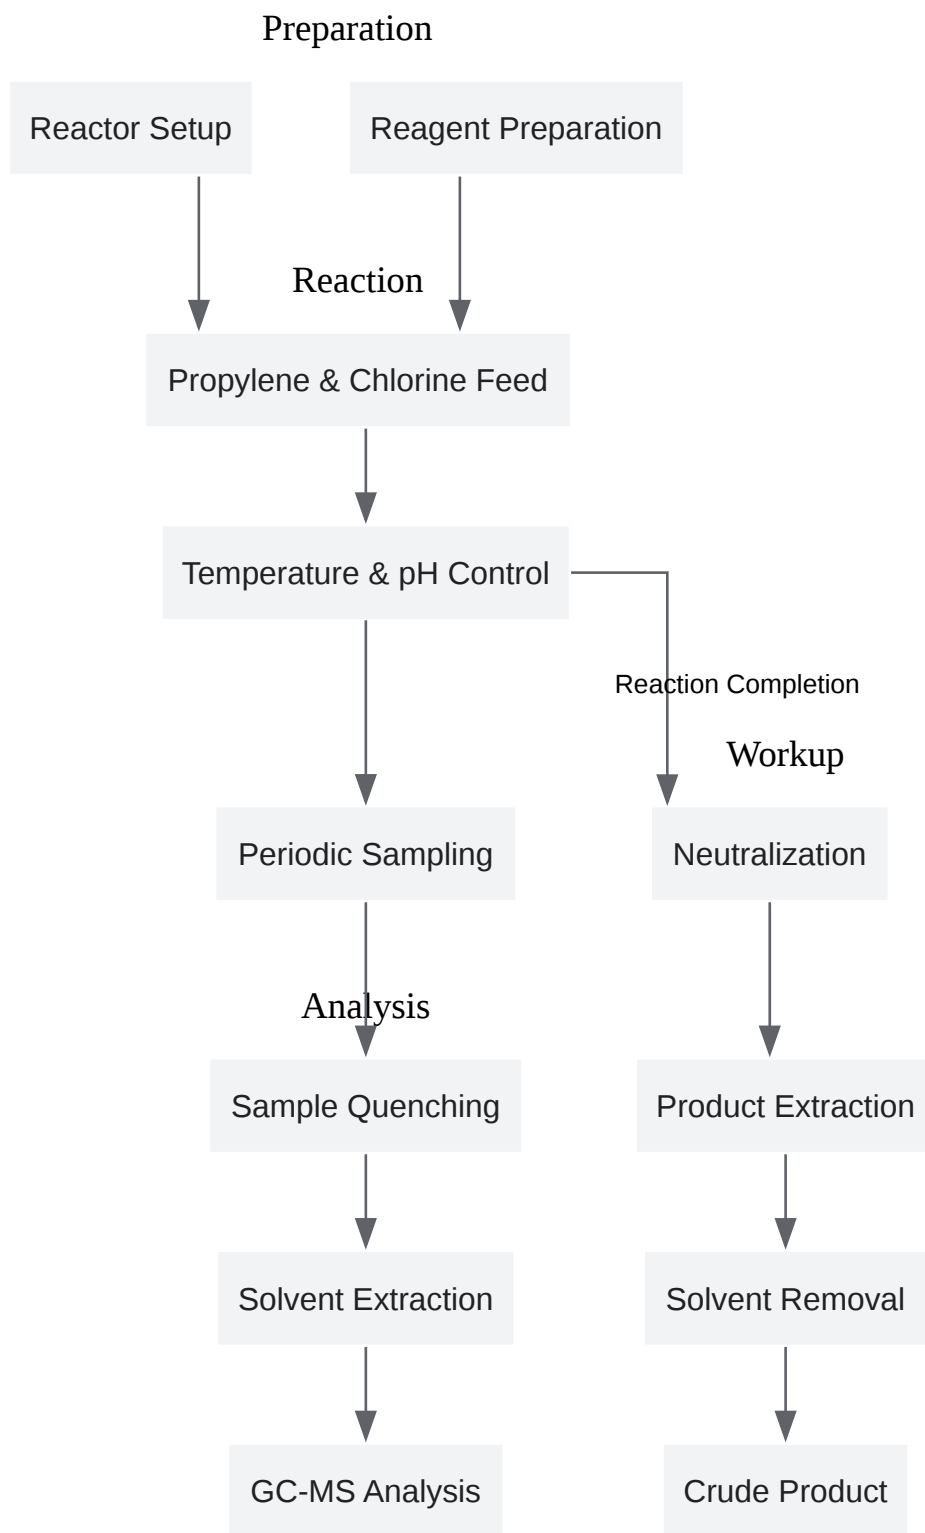 Preparation
Reactor Setup
Reagent Preparation
Reaction
Propylene & Chlorine Feed
Temperature & pH Control
Reaction Completion
Workup
Periodic Sampling
Neutralization
Analysis
Sample Quenching
Product Extraction
Solvent Extraction
Solvent Removal
GC-MS Analysis
Crude Product